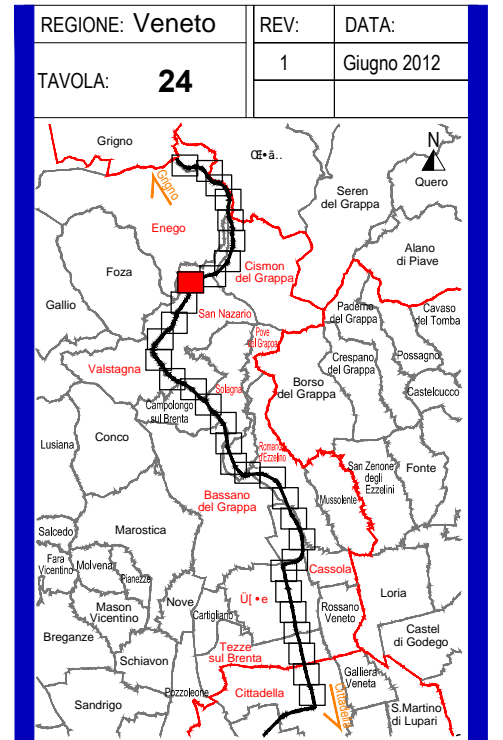 REGIONE: Veneto
REV:
DATA:
TAVOLA: 24
1
Giugno 2012
Grigno
N
Grigno
Quero
Seren
del Grappa
Enego
Alano
di Piave
Foza
Cismon
del Grappa
Gallio
San Nazario
Paderno
del Grappa
Cavaso
del Tomba
Pove
del Grappa
Crespano
del Grappa
Possagno
Valstagna
Solagna
Borso
del Grappa
Castelcucco
Campolongo
sul Brenta
Lusiana
Conco
Romano
d'Ezzelino
San Zenone
degli
Ezzelini
Fonte
Bassano
del Grappa
Mussolente
Salcedo
Marostica
Fara
Vicentino
Molvena
Pianezze
Cassola
Loria
Mason
Vicentino
Nove
Cartigliano
Rossano
Veneto
Breganze
Castel
di Godego
Schiavon
Tezze
sul Brenta
Galliera
Veneta
Pozzoleone
Cittadella
Cittadella
Sandrigo
S.Martino
di Lupari